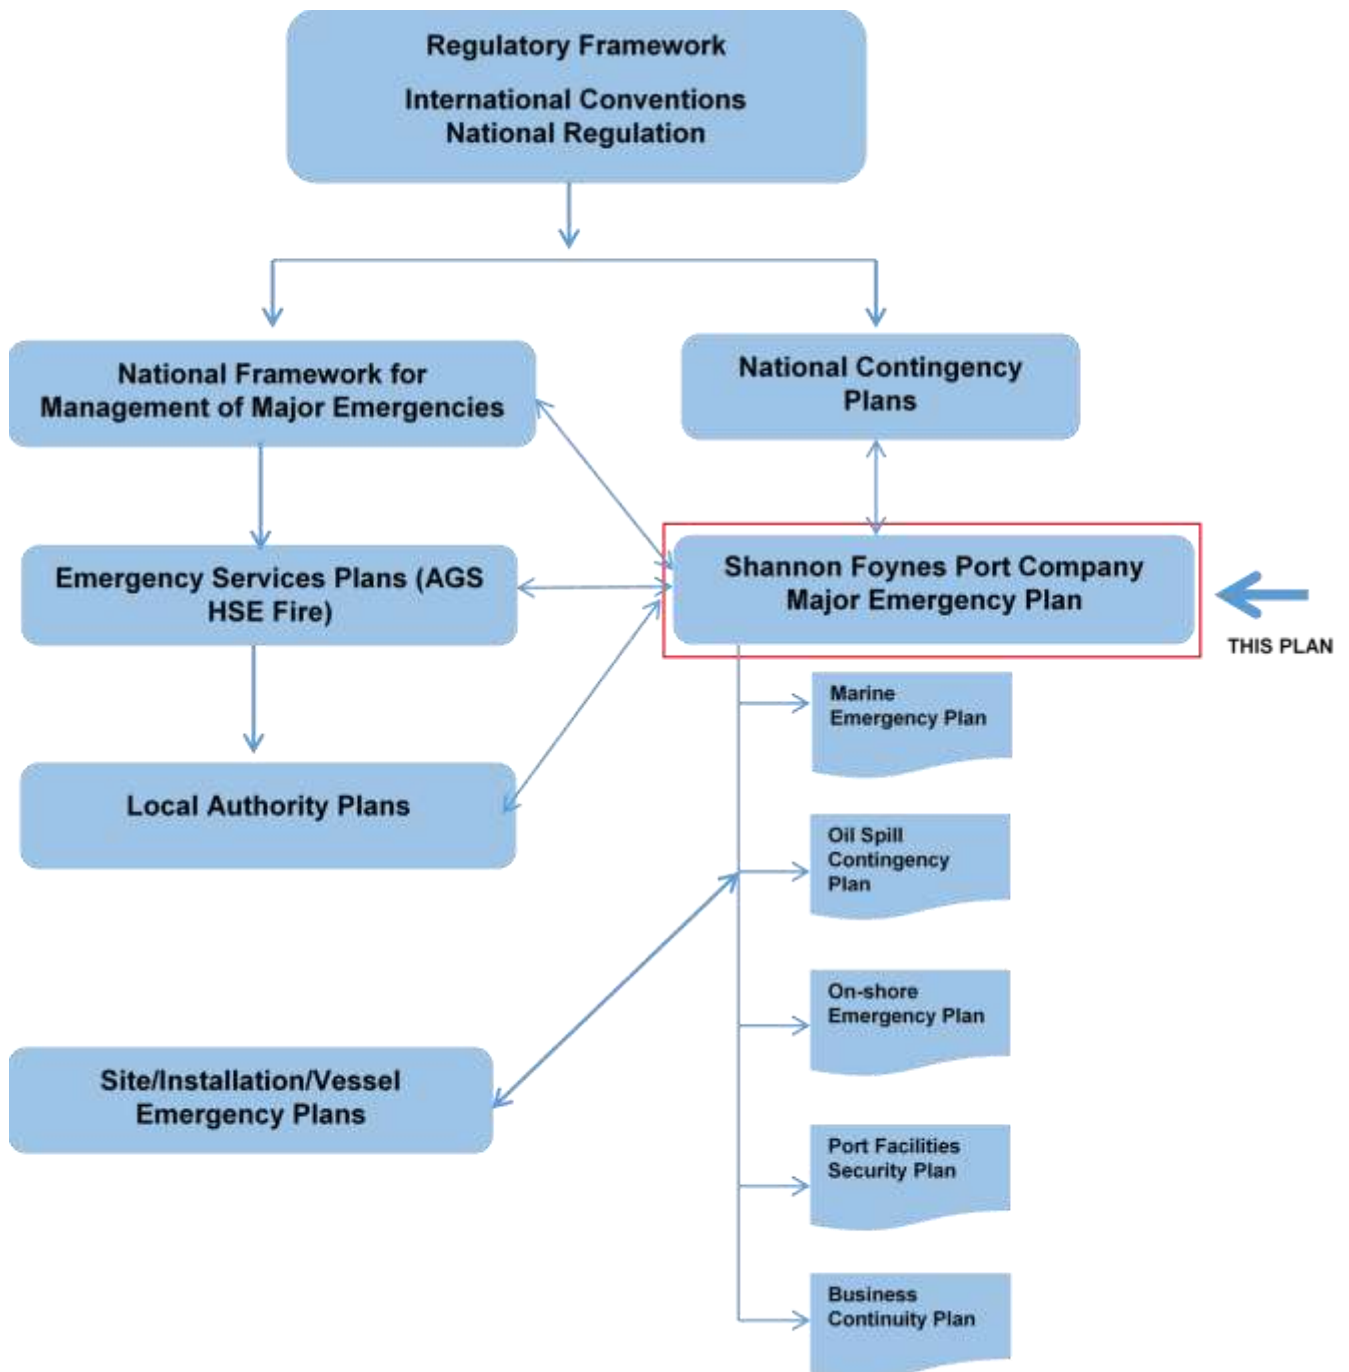 Regulatory Framework
International Conventions
National Regulation
National Framework for
Management of Major Emergencies
National Contingency
Plans
Emergency Services Plans (AGS
HSE Fire)
Shannon Foynes Port Company
Major Emergency Plan
THIS PLAN
Marine
Emergency Plan
Local Authority Plans
Oil Spill
Contingency
Plan
On-shore
Emergency Plan
Site/Installation/Vessel
Emergency Plans
Port Facilities
Security Plan
Business
Continuity Plan